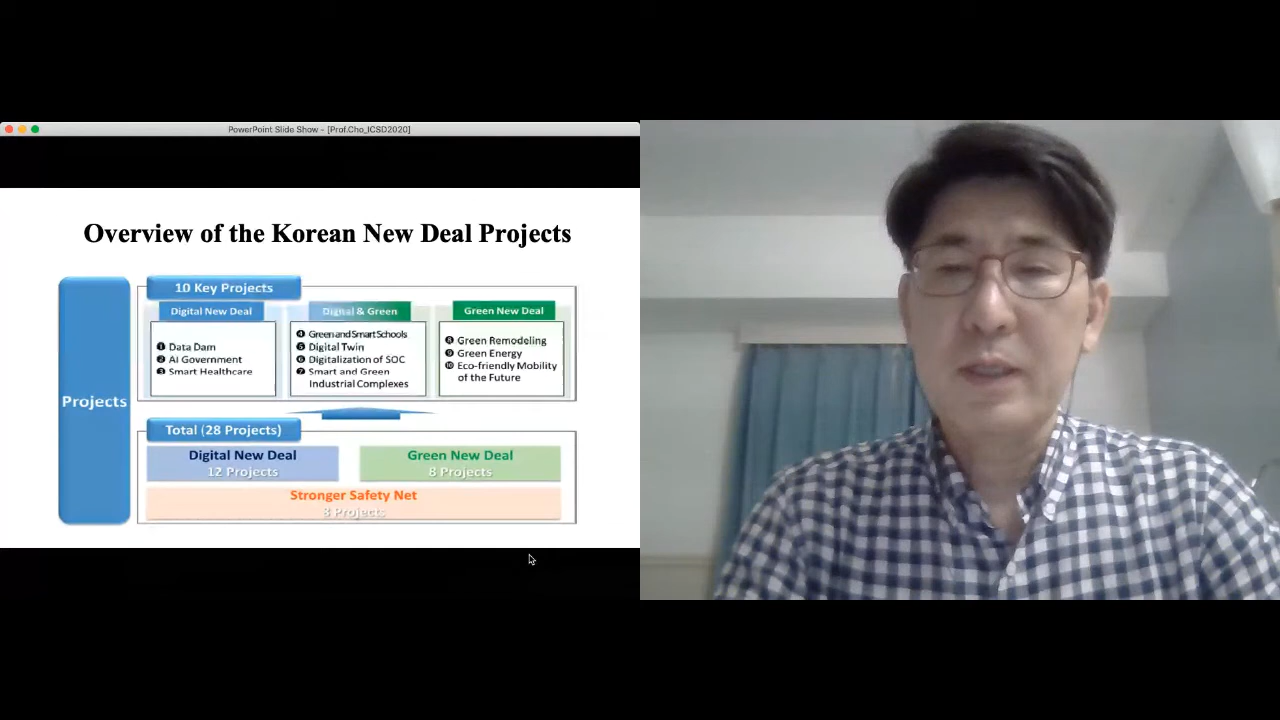 PowerPoint Slide Show - [Prof.Cho_ICSD2020]
Overview of the Korean New Deal Projects
Projects
10 Key Projects
Digital New Deal
❶ Data Dam
❷ AI Government
❸ Smart Healthcare
Digital & Green
❹ Green and Smart Schools
❺ Digital Twin
❻ Digitalization of SOC
❼ Smart and Green
Industrial Complexes
Green New Deal
❽ Green Remodeling
❾ Green Energy
❿ Eco-friendly Mobility
of the Future
Total (28 Projects)
Digital New Deal
12 Projects
Green New Deal
8 Projects
Stronger Safety Net
8 Projects